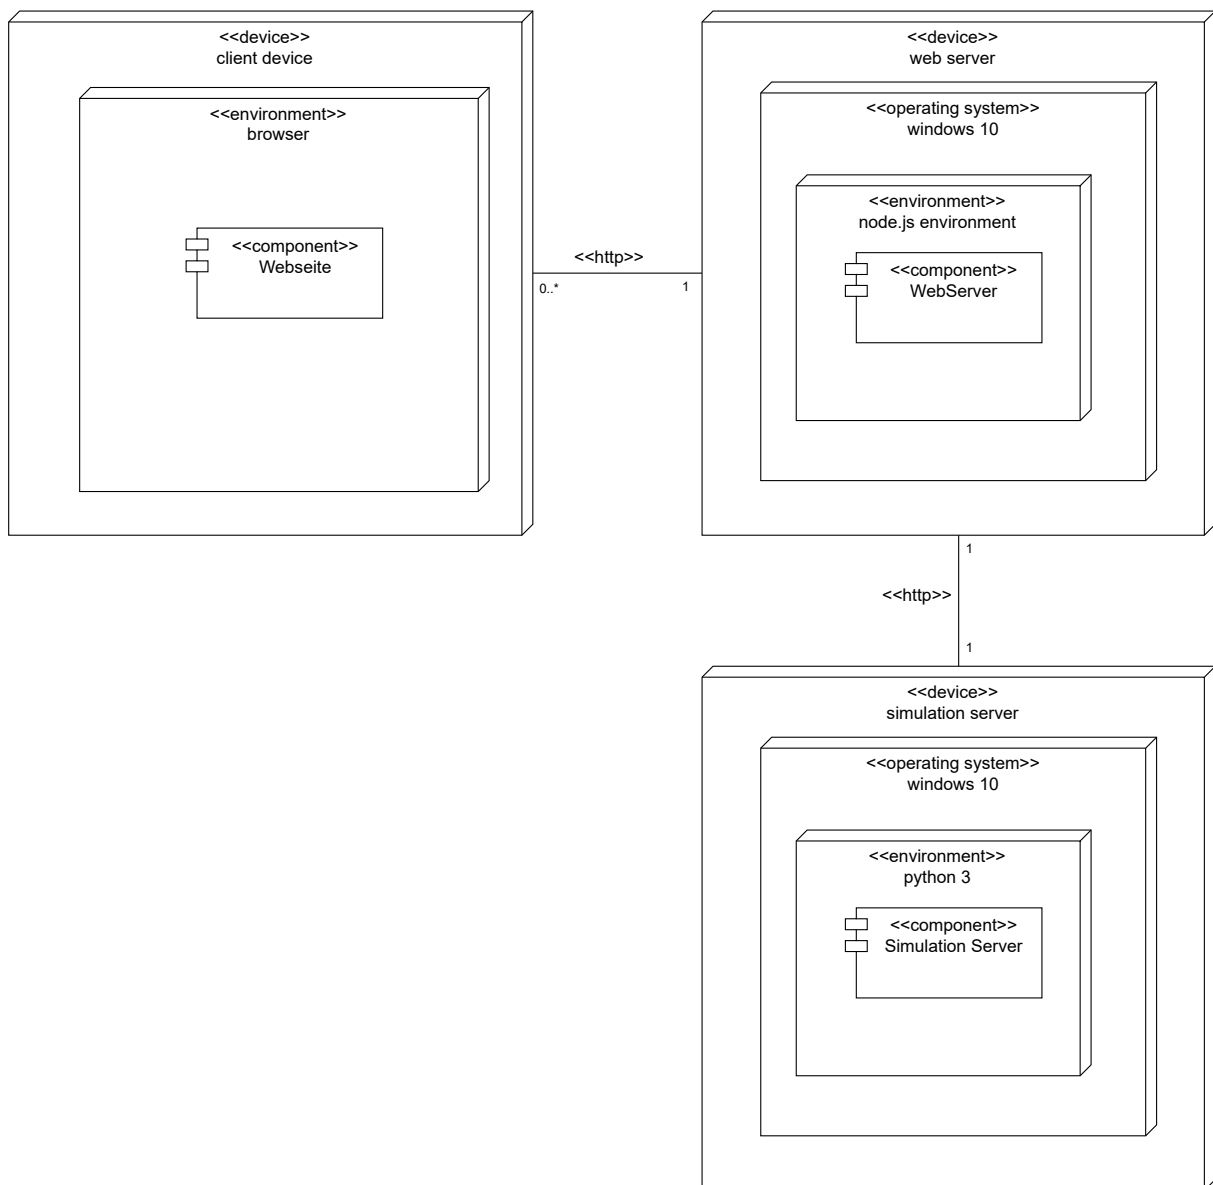 <<device>>
client device
<<environment>>
browser
<<component>>
Webseite
<<http>>
0..*
1
<<device>>
web server
<<operating system>>
windows 10
<<environment>>
node.js environment
<<component>>
WebServer
1
<<http>>
1
<<device>>
simulation server
<<operating system>>
windows 10
<<environment>>
python 3
<<component>>
Simulation Server